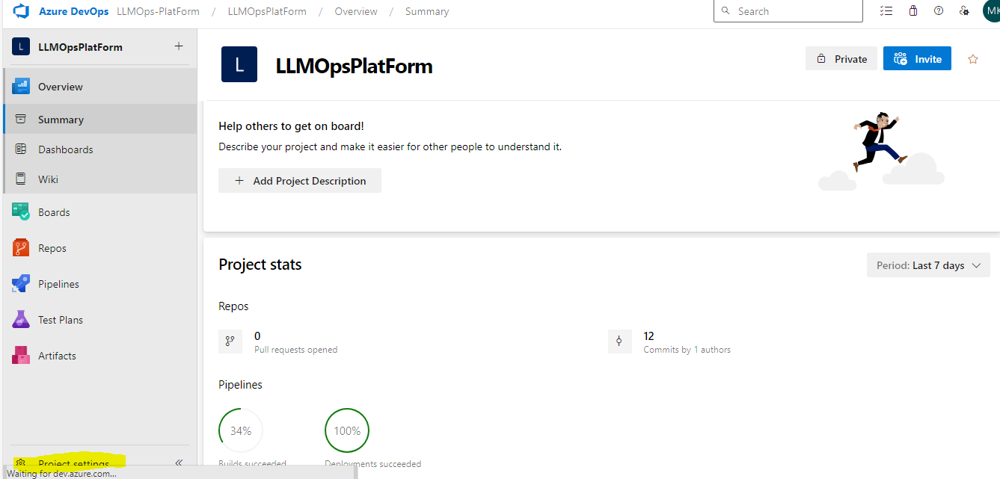 Azure DevOps LLMOps-PlatForm / LLMOpsPlatForm / Overview / Summary
Search
MK
L LLMOpsPlatForm +
Overview
Summary
Dashboards
Wiki
Boards
Repos
Pipelines
Test Plans
Artifacts
Project settings
Waiting for dev.azure.com...
L LLMOpsPlatForm
Private
Invite
Help others to get on board!
Describe your project and make it easier for other people to understand it.
+ Add Project Description
Project stats
Period: Last 7 days
Repos
0
Pull requests opened
12
Commits by 1 authors
Pipelines
34%
Builds succeeded
100%
Deployments succeeded